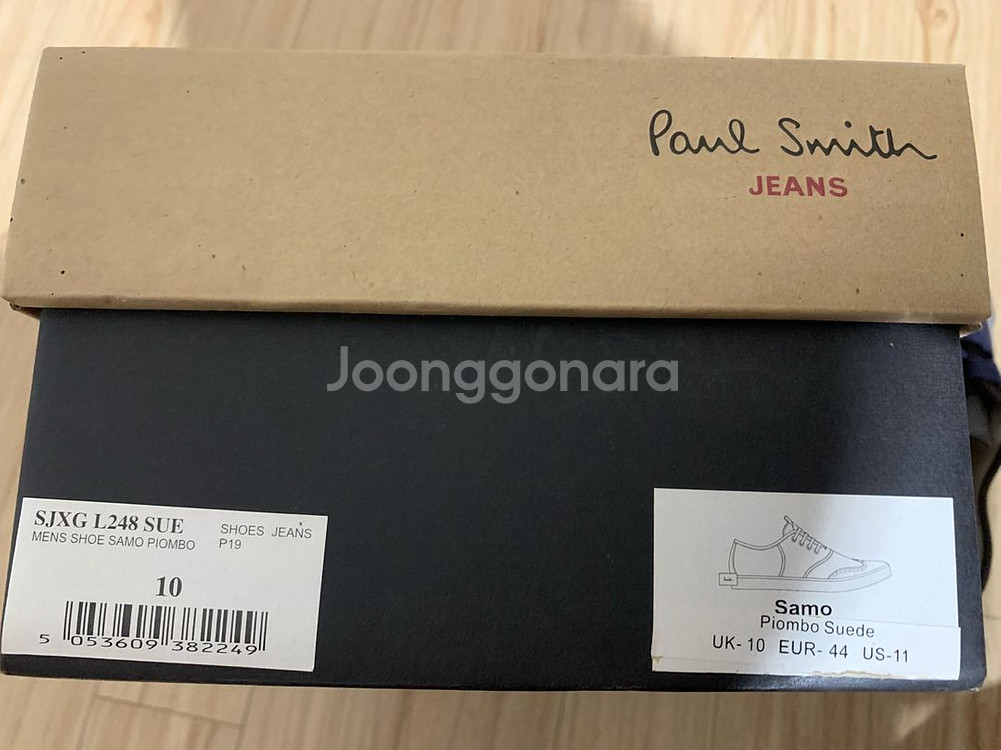 Paul Smith
JEANS
Joonggonara
SJXG L248 SUE
SHOES JEANS
MENS SHOE SAMO PIOMBO
P19
10
5 053609 382249
Samo
Piombo Suede
UK- 10 EUR- 44 US-11